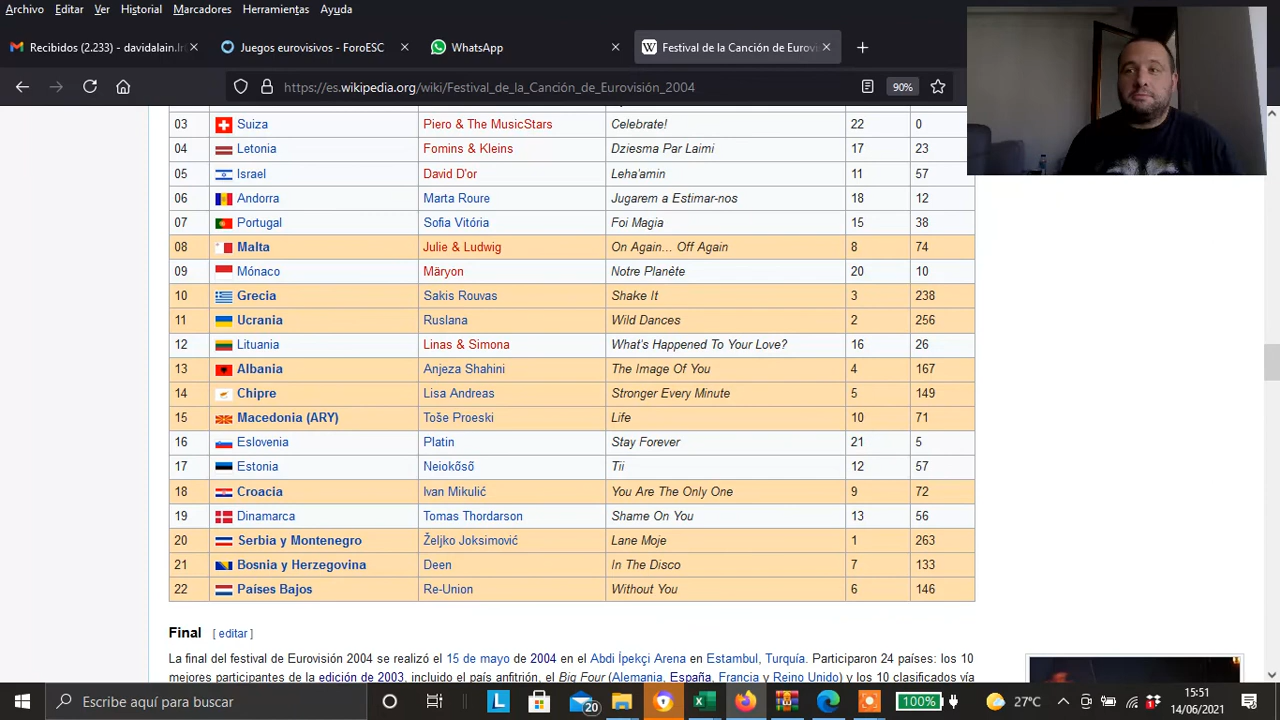 Archivo Editar Ver Historial Marcadores Herramientas Ayuda
Recibidos (2.233) - davidalain.lr
Juegos eurovisivos - ForoESC
WhatsApp
Festival de la Canción de Eurovi
https://es.wikipedia.org/wiki/Festival_de_la_Canción_de_Eurovisión_2004
90%
03 Suiza Piero & The MusicStars Celebrate! 22 0
04 Letonia Fomins & Kleins Dziesma Par Laimi 17 23
05 Israel David D'or Leha'amin 11 57
06 Andorra Marta Roure Jugarem a Estimar-nos 18 12
07 Portugal Sofia Vitória Foi Magia 15 38
08 Malta Julie & Ludwig On Again... Off Again 8 74
09 Mónaco Märyon Notre Planète 20 10
10 Grecia Sakis Rouvas Shake It 3 238
11 Ucrania Ruslana Wild Dances 2 256
12 Lituania Linas & Simona What's Happened To Your Love? 16 26
13 Albania Anjeza Shahini The Image Of You 4 167
14 Chipre Lisa Andreas Stronger Every Minute 5 149
15 Macedonia (ARY) Toše Proeski Life 10 71
16 Eslovenia Platin Stay Forever 21 5
17 Estonia Neiokõsõ Tii 12 57
18 Croacia Ivan Mikulić You Are The Only One 9 72
19 Dinamarca Tomas Thordarson Shame On You 13 56
20 Serbia y Montenegro Željko Joksimović Lane Moje 1 263
21 Bosnia y Herzegovina Deen In The Disco 7 133
22 Países Bajos Re-Union Without You 6 146
Final [ editar ]
La final del festival de Eurovisión 2004 se realizó el 15 de mayo de 2004 en el Abdi İpekçi Arena en Estambul, Turquía. Participaron 24 países: los 10
mejores participantes de la edición de 2003, incluido el país anfitrión, el Big Four (Alemania, España, Francia y Reino Unido) y los 10 clasificados vía
Escribe aquí para buscar
20
100%
27°C
15:51
14/06/2021
2